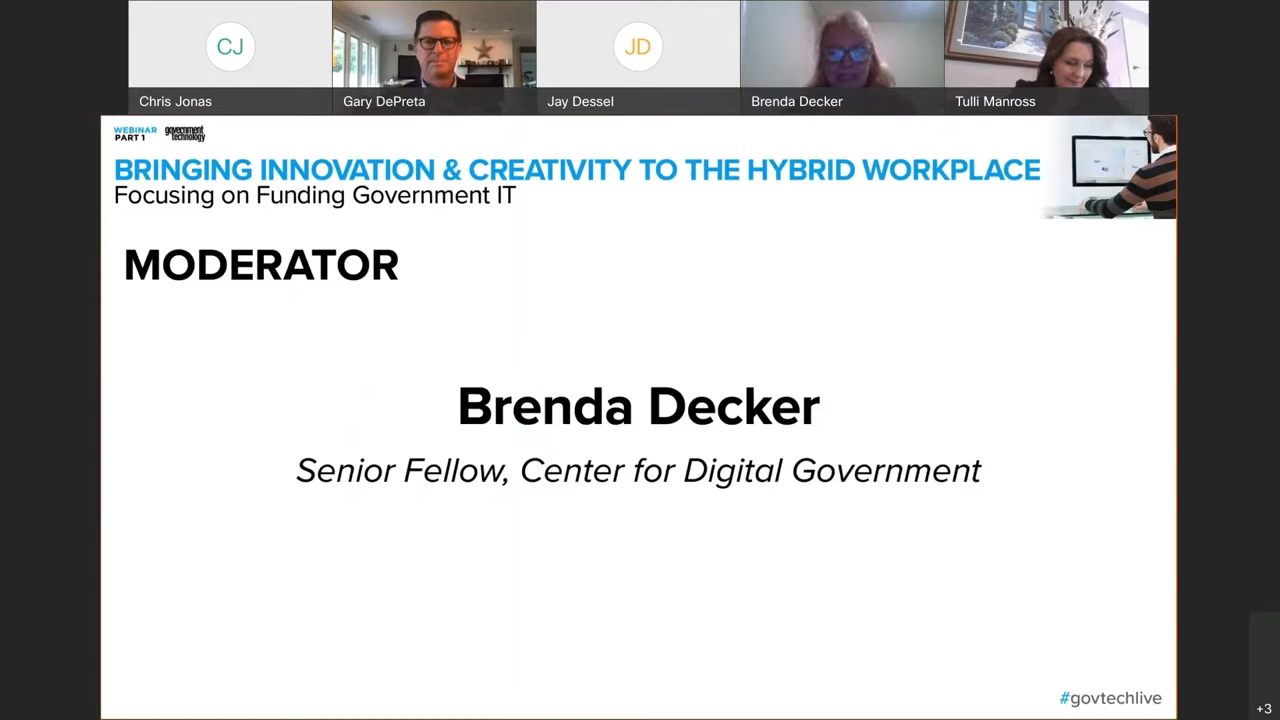 CJ
JD
Chris Jonas
Gary DePreta
Jay Dessel
Brenda Decker
Tulli Manross
WEBINAR
PART 1
government
technology
BRINGING INNOVATION & CREATIVITY TO THE HYBRID WORKPLACE
Focusing on Funding Government IT
MODERATOR
Brenda Decker
Senior Fellow, Center for Digital Government
#govtechlive
+3